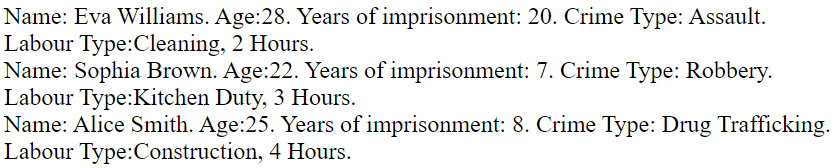 Name: Eva Williams. Age:28. Years of imprisonment: 20. Crime Type: Assault.
Labour Type:Cleaning, 2 Hours.
Name: Sophia Brown. Age:22. Years of imprisonment: 7. Crime Type: Robbery.
Labour Type:Kitchen Duty, 3 Hours.
Name: Alice Smith. Age:25. Years of imprisonment: 8. Crime Type: Drug Trafficking.
Labour Type:Construction, 4 Hours.